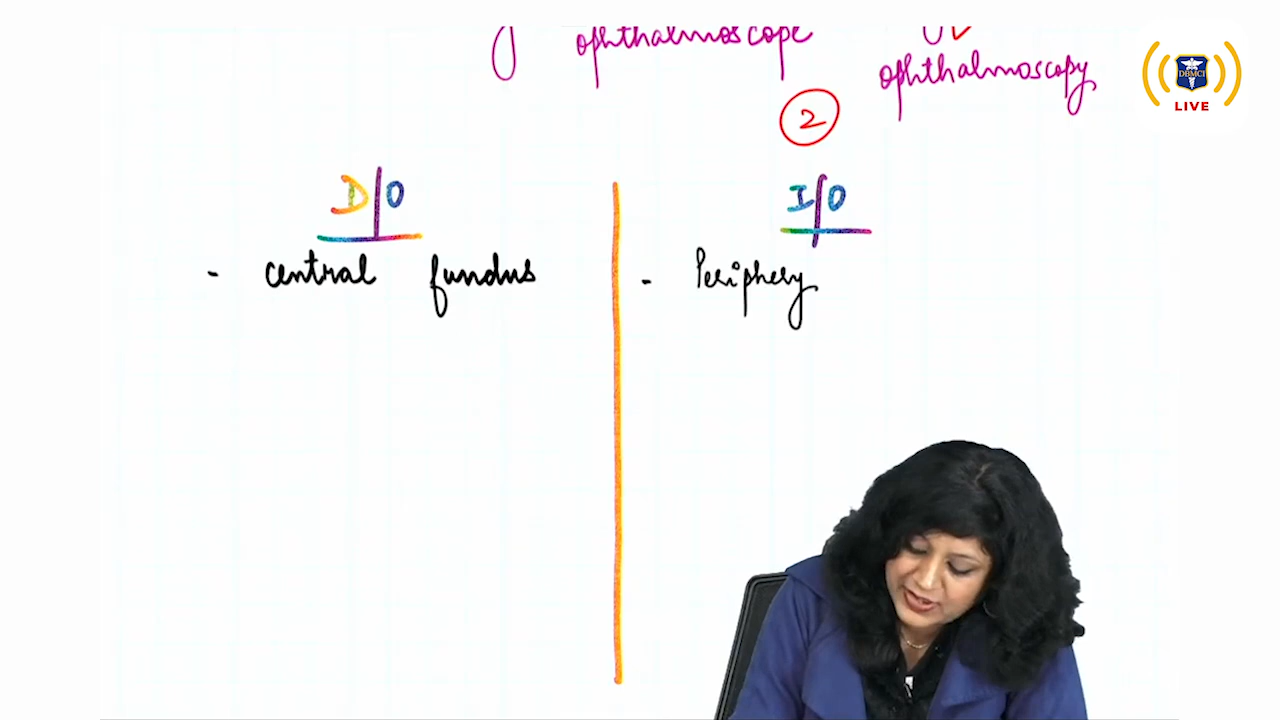 ophthalmoscope
ophthalmoscopy
DBMCI
LIVE
2
D/O
I/O
- central fundus
- Periphery